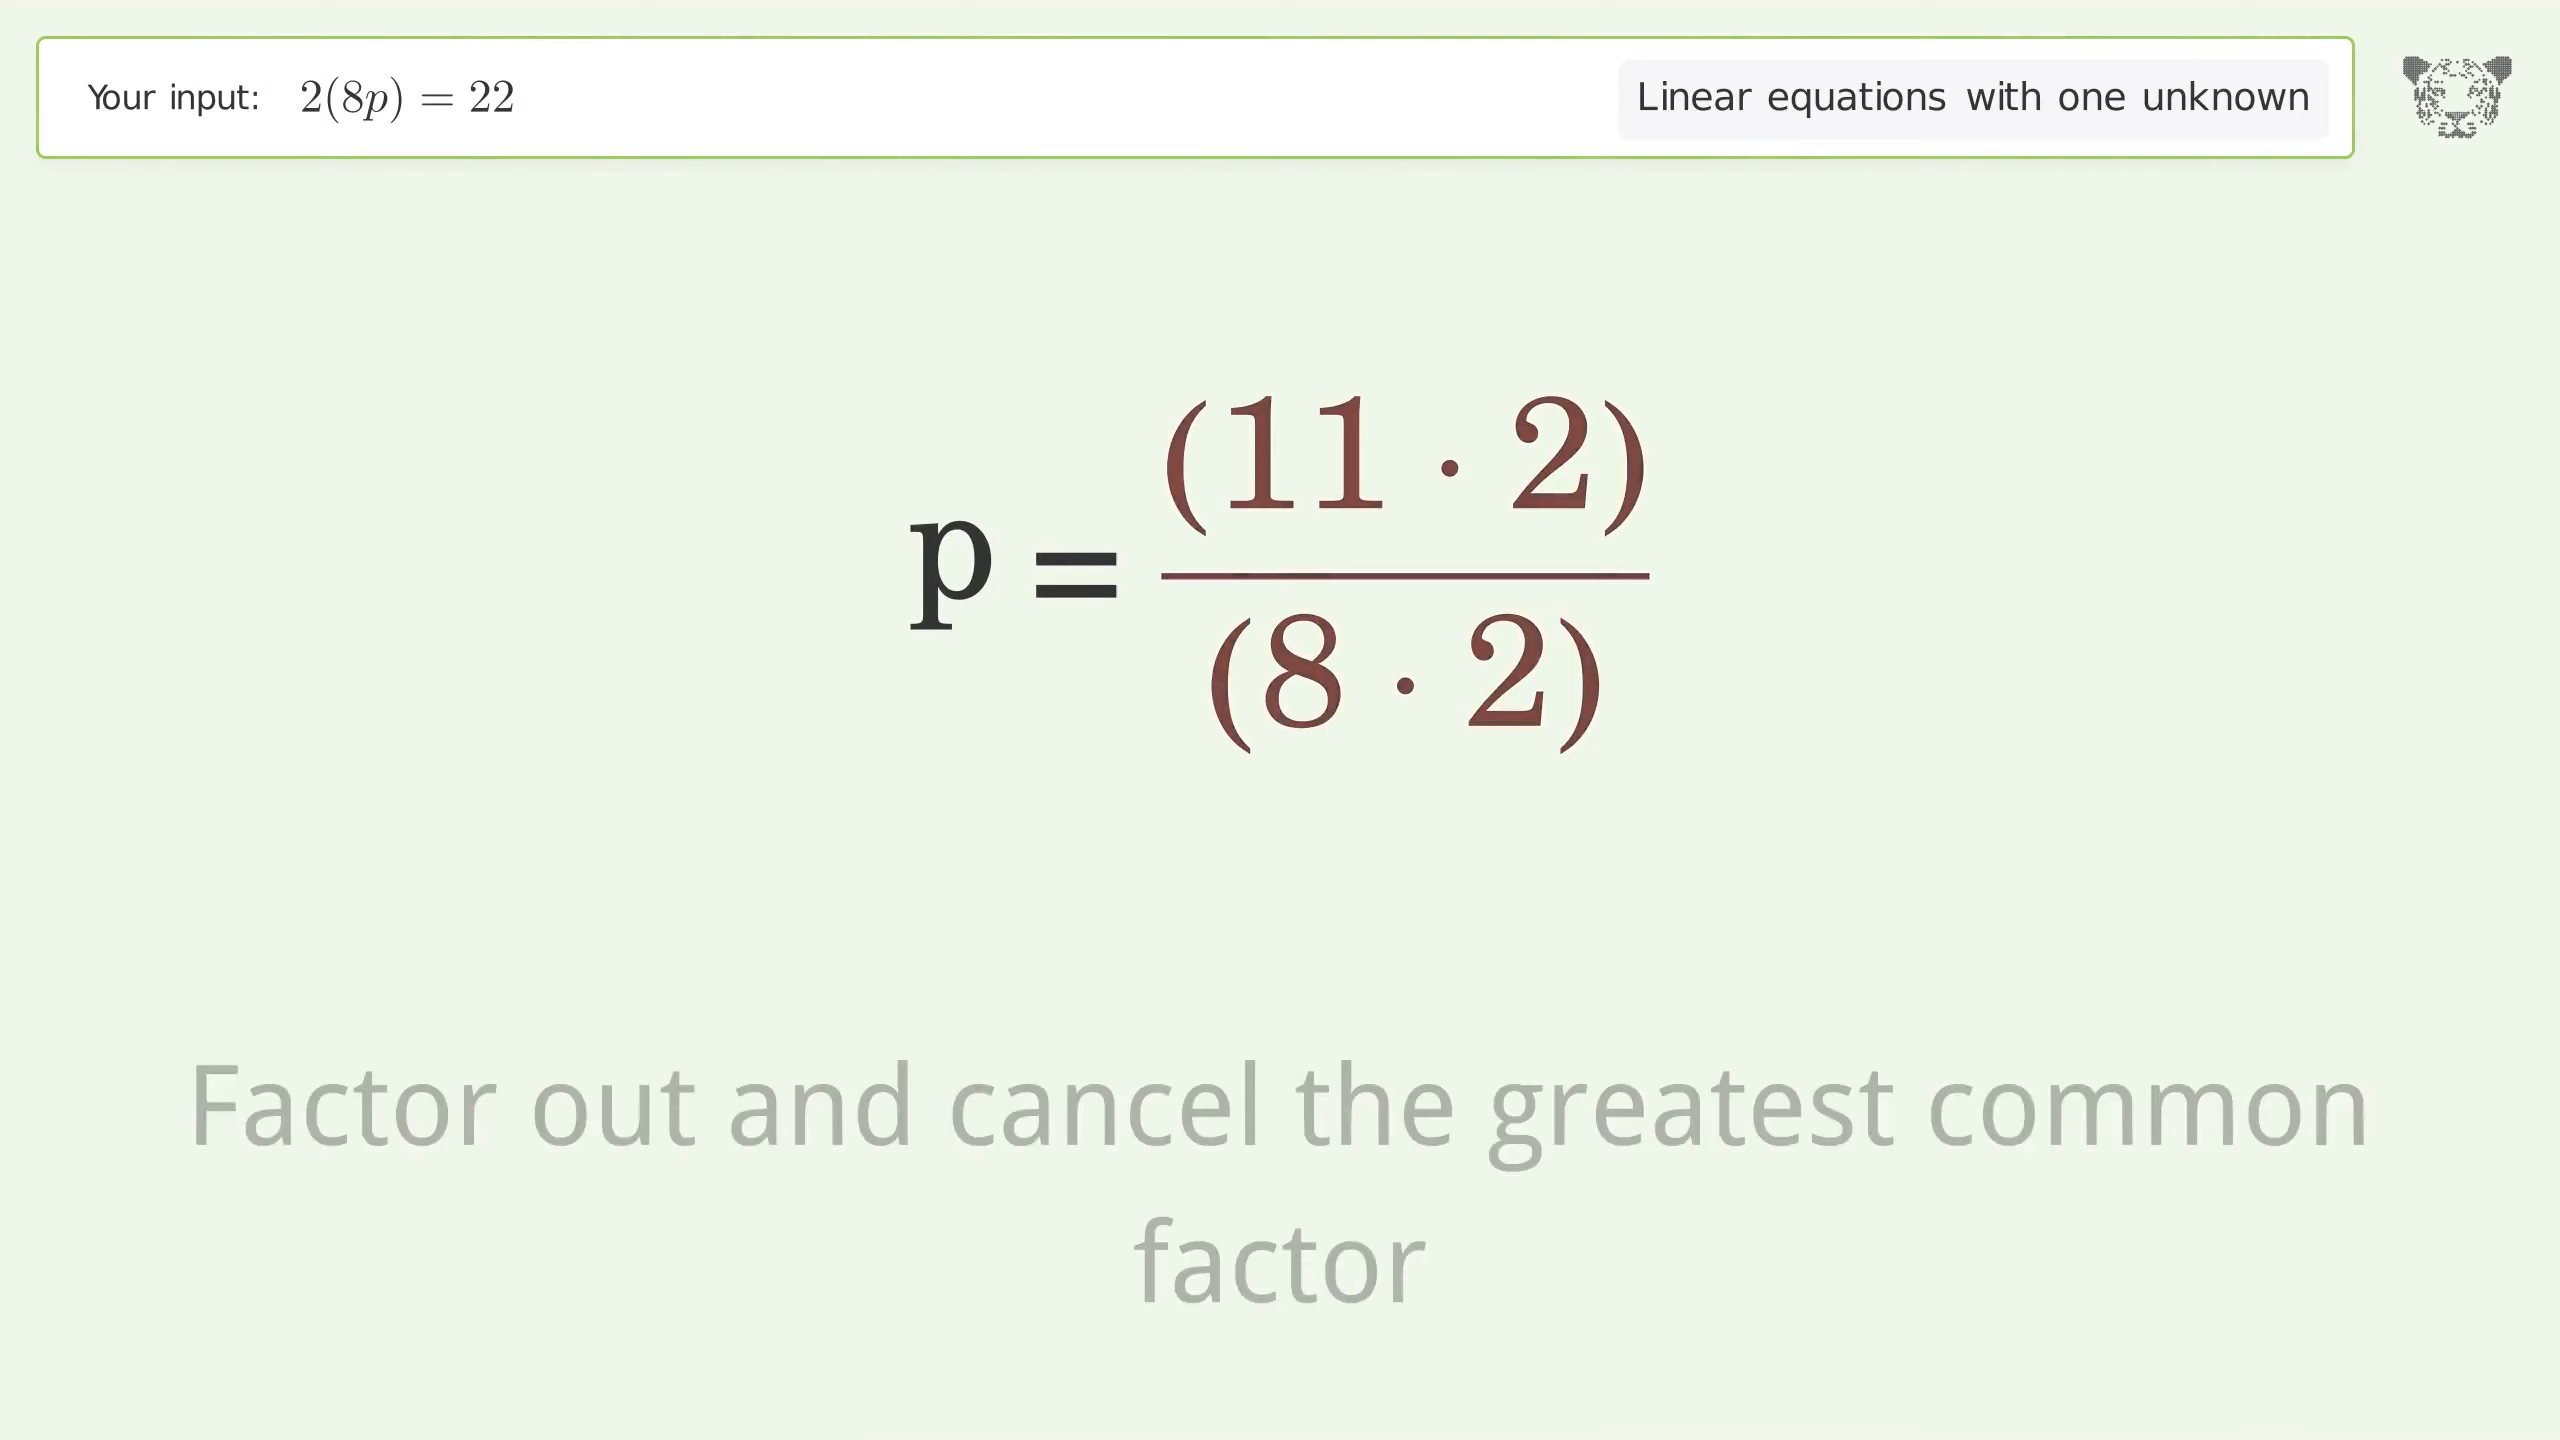 Your input: 2(8p) = 22
Linear equations with one unknown
p = (11 · 2) / (8 · 2)
Factor out and cancel the greatest common
factor